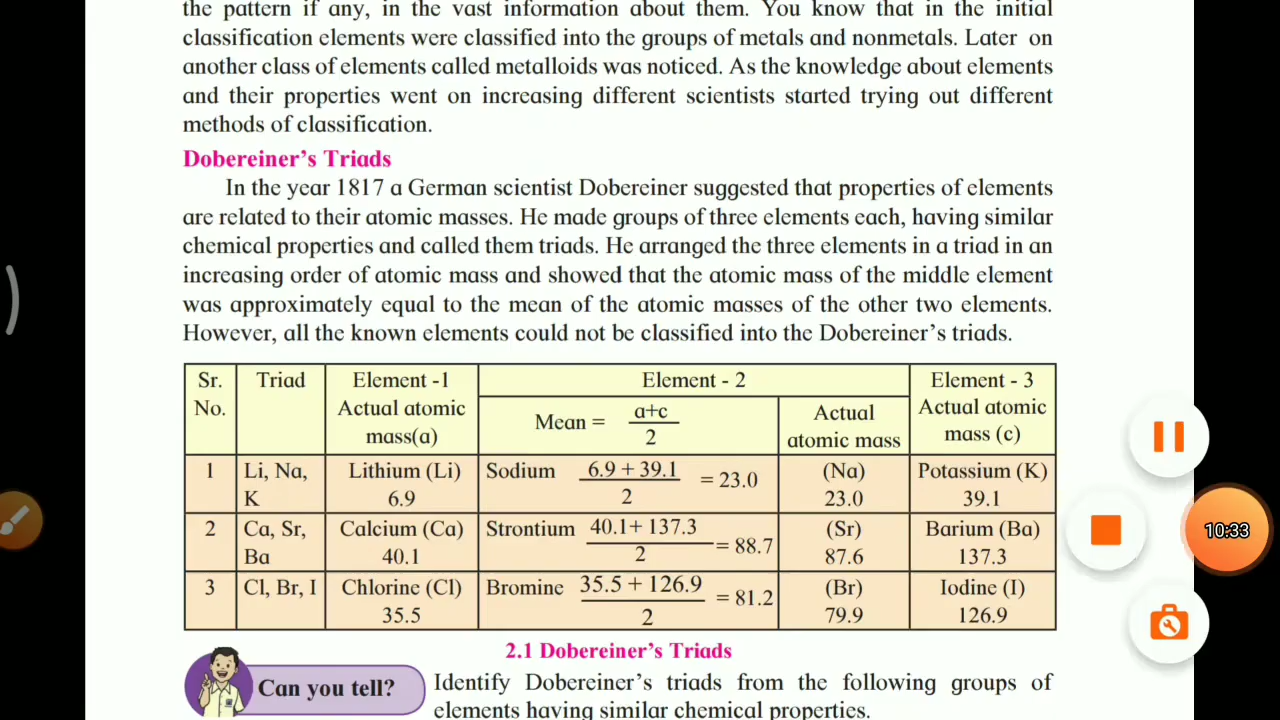 the pattern if any, in the vast information about them. You know that in the initial
classification elements were classified into the groups of metals and nonmetals. Later on
another class of elements called metalloids was noticed. As the knowledge about elements
and their properties went on increasing different scientists started trying out different
methods of classification.
Dobereiner's Triads
In the year 1817 a German scientist Dobereiner suggested that properties of elements
are related to their atomic masses. He made groups of three elements each, having similar
chemical properties and called them triads. He arranged the three elements in a triad in an
increasing order of atomic mass and showed that the atomic mass of the middle element
was approximately equal to the mean of the atomic masses of the other two elements.
However, all the known elements could not be classified into the Dobereiner's triads.
Sr. No. Triad Element -1 Actual atomic mass(a) Element - 2 Element - 3 Actual atomic mass (c)
Mean = a+c / 2 Actual atomic mass
1 Li, Na, K Lithium (Li) 6.9 Sodium 6.9 + 39.1 / 2 = 23.0 (Na) 23.0 Potassium (K) 39.1
2 Ca, Sr, Ba Calcium (Ca) 40.1 Strontium 40.1+ 137.3 / 2 = 88.7 (Sr) 87.6 Barium (Ba) 137.3
3 Cl, Br, I Chlorine (Cl) 35.5 Bromine 35.5 + 126.9 / 2 = 81.2 (Br) 79.9 Iodine (I) 126.9
2.1 Dobereiner's Triads
Can you tell?
Identify Dobereiner's triads from the following groups of
elements having similar chemical properties.
10:33